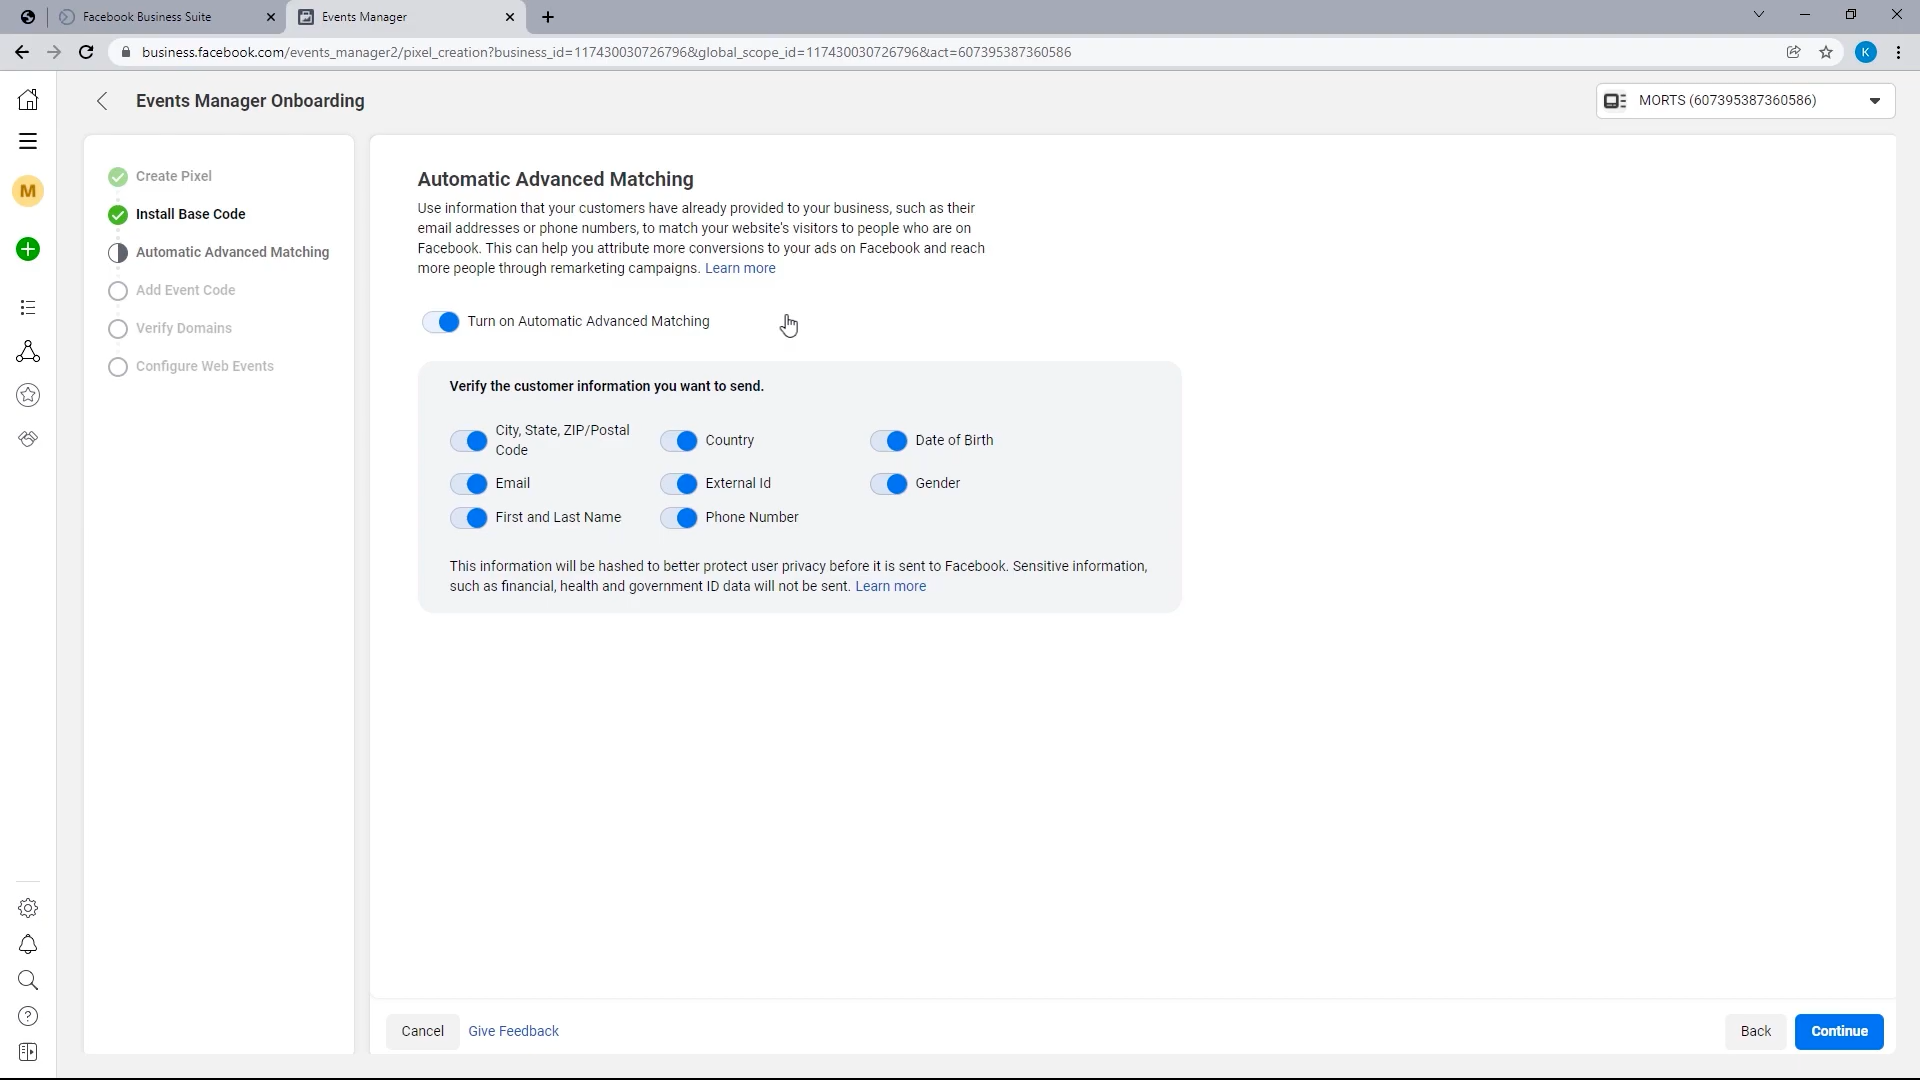 Facebook Business Suite
Events Manager
business.facebook.com/events_manager2/pixel_creation?business_id=117430030726796&global_scope_id=117430030726796&act=607395387360586
K
Events Manager Onboarding
MORTS (607395387360586)
M
Create Pixel
Install Base Code
Automatic Advanced Matching
Add Event Code
Verify Domains
Configure Web Events
Automatic Advanced Matching
Use information that your customers have already provided to your business, such as their
email addresses or phone numbers, to match your website's visitors to people who are on
Facebook. This can help you attribute more conversions to your ads on Facebook and reach
more people through remarketing campaigns. Learn more
Turn on Automatic Advanced Matching
Verify the customer information you want to send.
City, State, ZIP/Postal
Code
Country
Date of Birth
Email
External Id
Gender
First and Last Name
Phone Number
This information will be hashed to better protect user privacy before it is sent to Facebook. Sensitive information,
such as financial, health and government ID data will not be sent. Learn more
Cancel
Give Feedback
Back
Continue